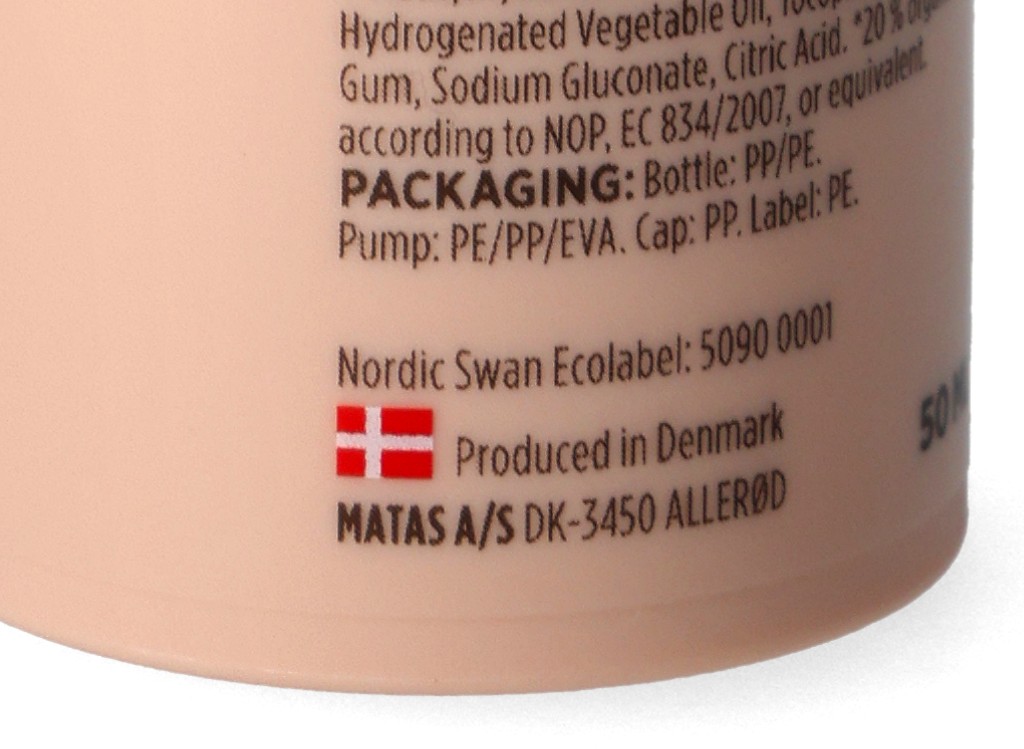 Hydrogenated Vegetable Oil,
Gum, Sodium Gluconate, Citric Acid. *20 %
according to NOP, EC 834/2007, or equivalent.
PACKAGING: Bottle: PP/PE.
Pump: PE/PP/EVA. Cap: PP. Label: PE.
Nordic Swan Ecolabel: 5090 0001
Produced in Denmark
MATAS A/S DK-3450 ALLERØD
50